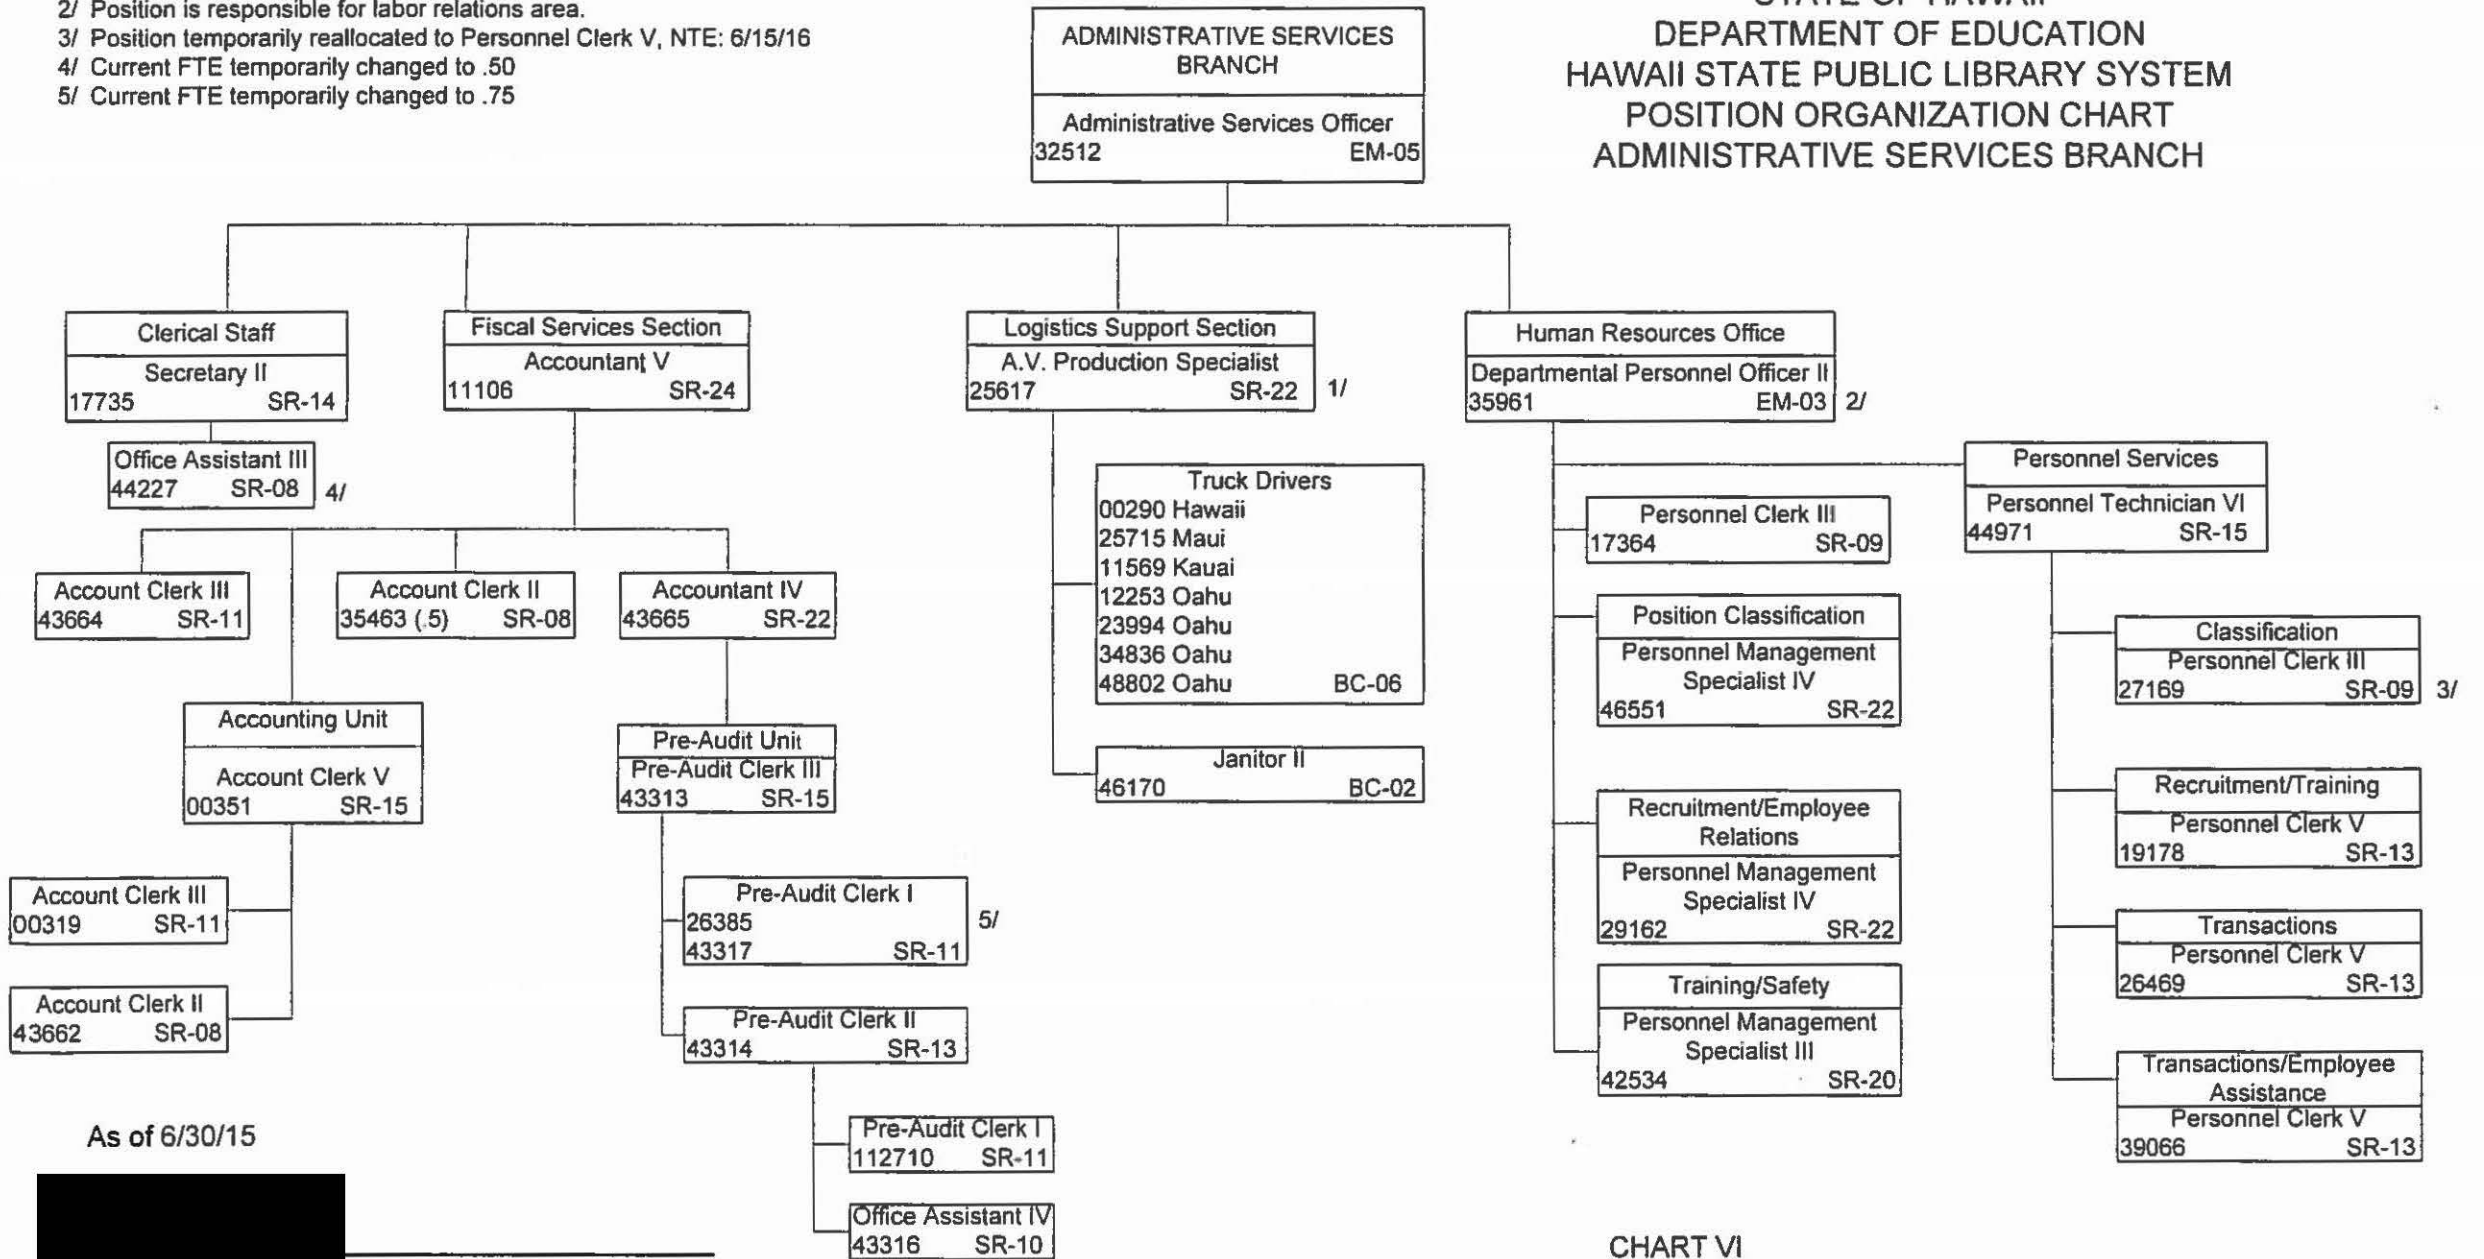 2/ Position is responsible for labor relations area.
3/ Position temporarily reallocated to Personnel Clerk V, NTE: 6/15/16
4/ Current FTE temporarily changed to .50
5/ Current FTE temporarily changed to .75
STATE OF HAWAII
DEPARTMENT OF EDUCATION
HAWAII STATE PUBLIC LIBRARY SYSTEM
POSITION ORGANIZATION CHART
ADMINISTRATIVE SERVICES BRANCH
ADMINISTRATIVE SERVICES
BRANCH
Administrative Services Officer
32512 EM-05
Clerical Staff
Secretary II
17735 SR-14
Office Assistant III
44227 SR-08 4/
Fiscal Services Section
Accountant V
11106 SR-24
Account Clerk III
43664 SR-11
Account Clerk II
35463 (.5) SR-08
Accountant IV
43665 SR-22
Accounting Unit
Account Clerk V
00351 SR-15
Account Clerk III
00319 SR-11
Account Clerk II
43662 SR-08
Pre-Audit Unit
Pre-Audit Clerk III
43313 SR-15
Pre-Audit Clerk I
26385 5/
43317 SR-11
Pre-Audit Clerk II
43314 SR-13
Pre-Audit Clerk I
112710 SR-11
Office Assistant IV
43316 SR-10
Logistics Support Section
A.V. Production Specialist
25617 SR-22 1/
Truck Drivers
00290 Hawaii
25715 Maui
11569 Kauai
12253 Oahu
23994 Oahu
34836 Oahu
48802 Oahu BC-06
Janitor II
46170 BC-02
Human Resources Office
Departmental Personnel Officer II
35961 EM-03 2/
Personnel Clerk III
17364 SR-09
Position Classification
Personnel Management
Specialist IV
46551 SR-22
Recruitment/Employee
Relations
Personnel Management
Specialist IV
29162 SR-22
Training/Safety
Personnel Management
Specialist III
42534 SR-20
Personnel Services
Personnel Technician VI
44971 SR-15
Classification
Personnel Clerk III
27169 SR-09 3/
Recruitment/Training
Personnel Clerk V
19178 SR-13
Transactions
Personnel Clerk V
26469 SR-13
Transactions/Employee
Assistance
Personnel Clerk V
39066 SR-13
As of 6/30/15
CHART VI